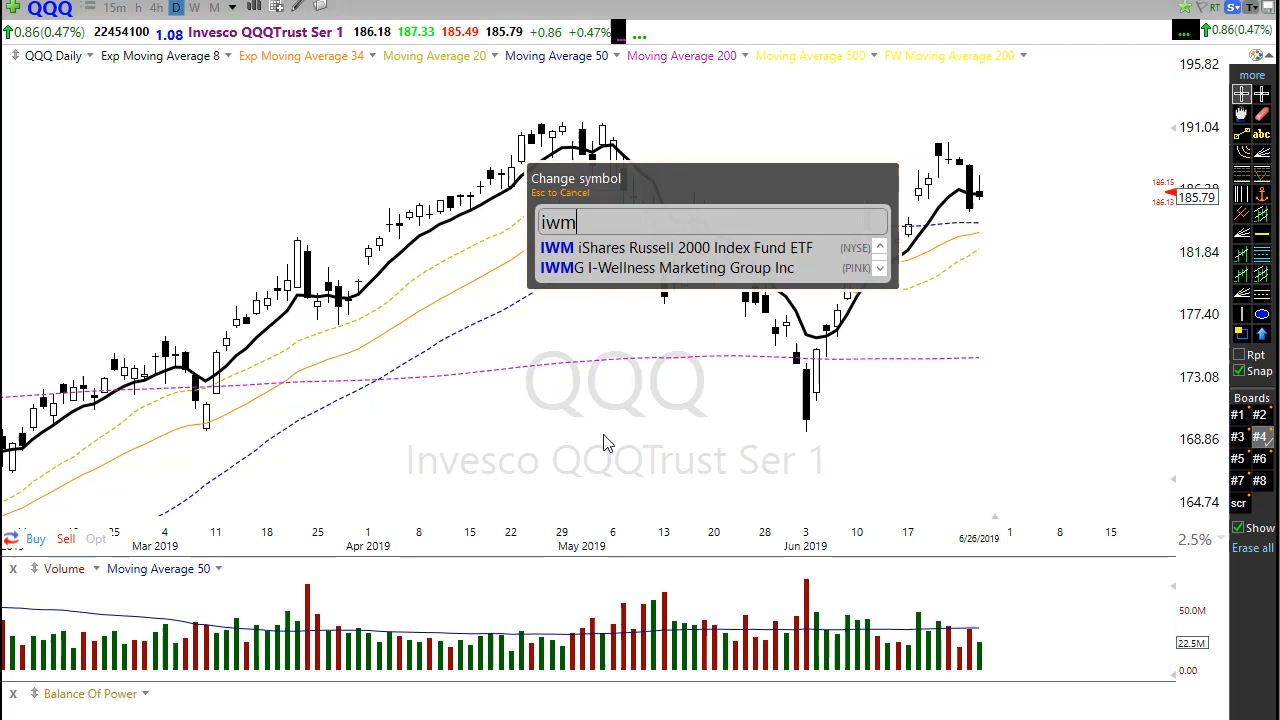 QQQ 15m h 4h D W M RT S T
0.86(0.47%) 22454100 1.08 Invesco QQQTrust Ser 1 186.18 187.33 185.49 185.79 +0.86 +0.47% ... ... ... 0.86(0.47%)
QQQ Daily Exp Moving Average 8 Exp Moving Average 34 Moving Average 20 Moving Average 50 Moving Average 200 Moving Average 500 FW Moving Average 200
195.82
more
191.04
abc
Change symbol
Esc to Cancel
186.15
185.79
186.13
iwm
IWM iShares Russell 2000 Index Fund ETF (NYSE)
IWMG I-Wellness Marketing Group Inc (PINK)
181.84
177.40
Rpt
Snap
173.08
QQQ
Invesco QQQTrust Ser 1
Boards
#1 #2
#3 #4
#5 #6
#7 #8
scr
168.86
164.74
25 4 11 18 25 1 8 15 22 29 6 13 20 28 3 10 17 1 8 15
Mar 2019 Apr 2019 May 2019 Jun 2019 6/26/2019
Buy Sell Opt
2.5%
Show
Erase all
x Volume Moving Average 50
50.0M
22.5M
0.00
x Balance Of Power